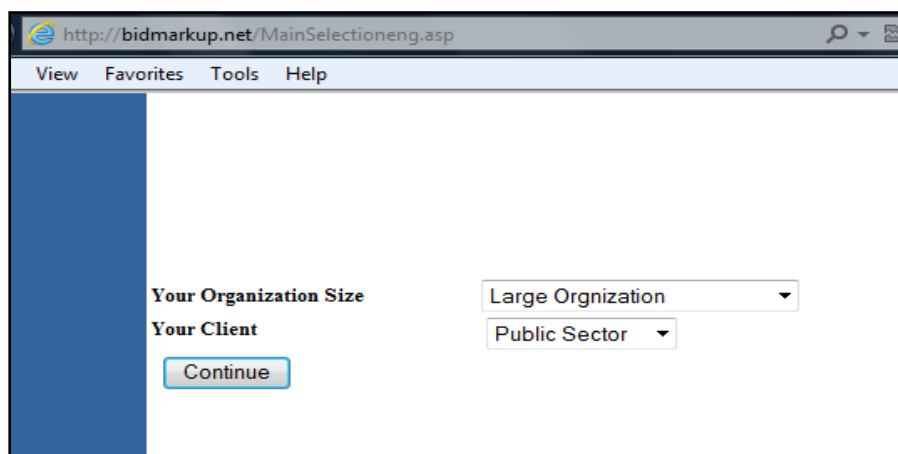 http://bidmarkup.net/MainSelectioneng.asp
View Favorites Tools Help
Your Organization Size Large Orgnization
Your Client Public Sector
Continue